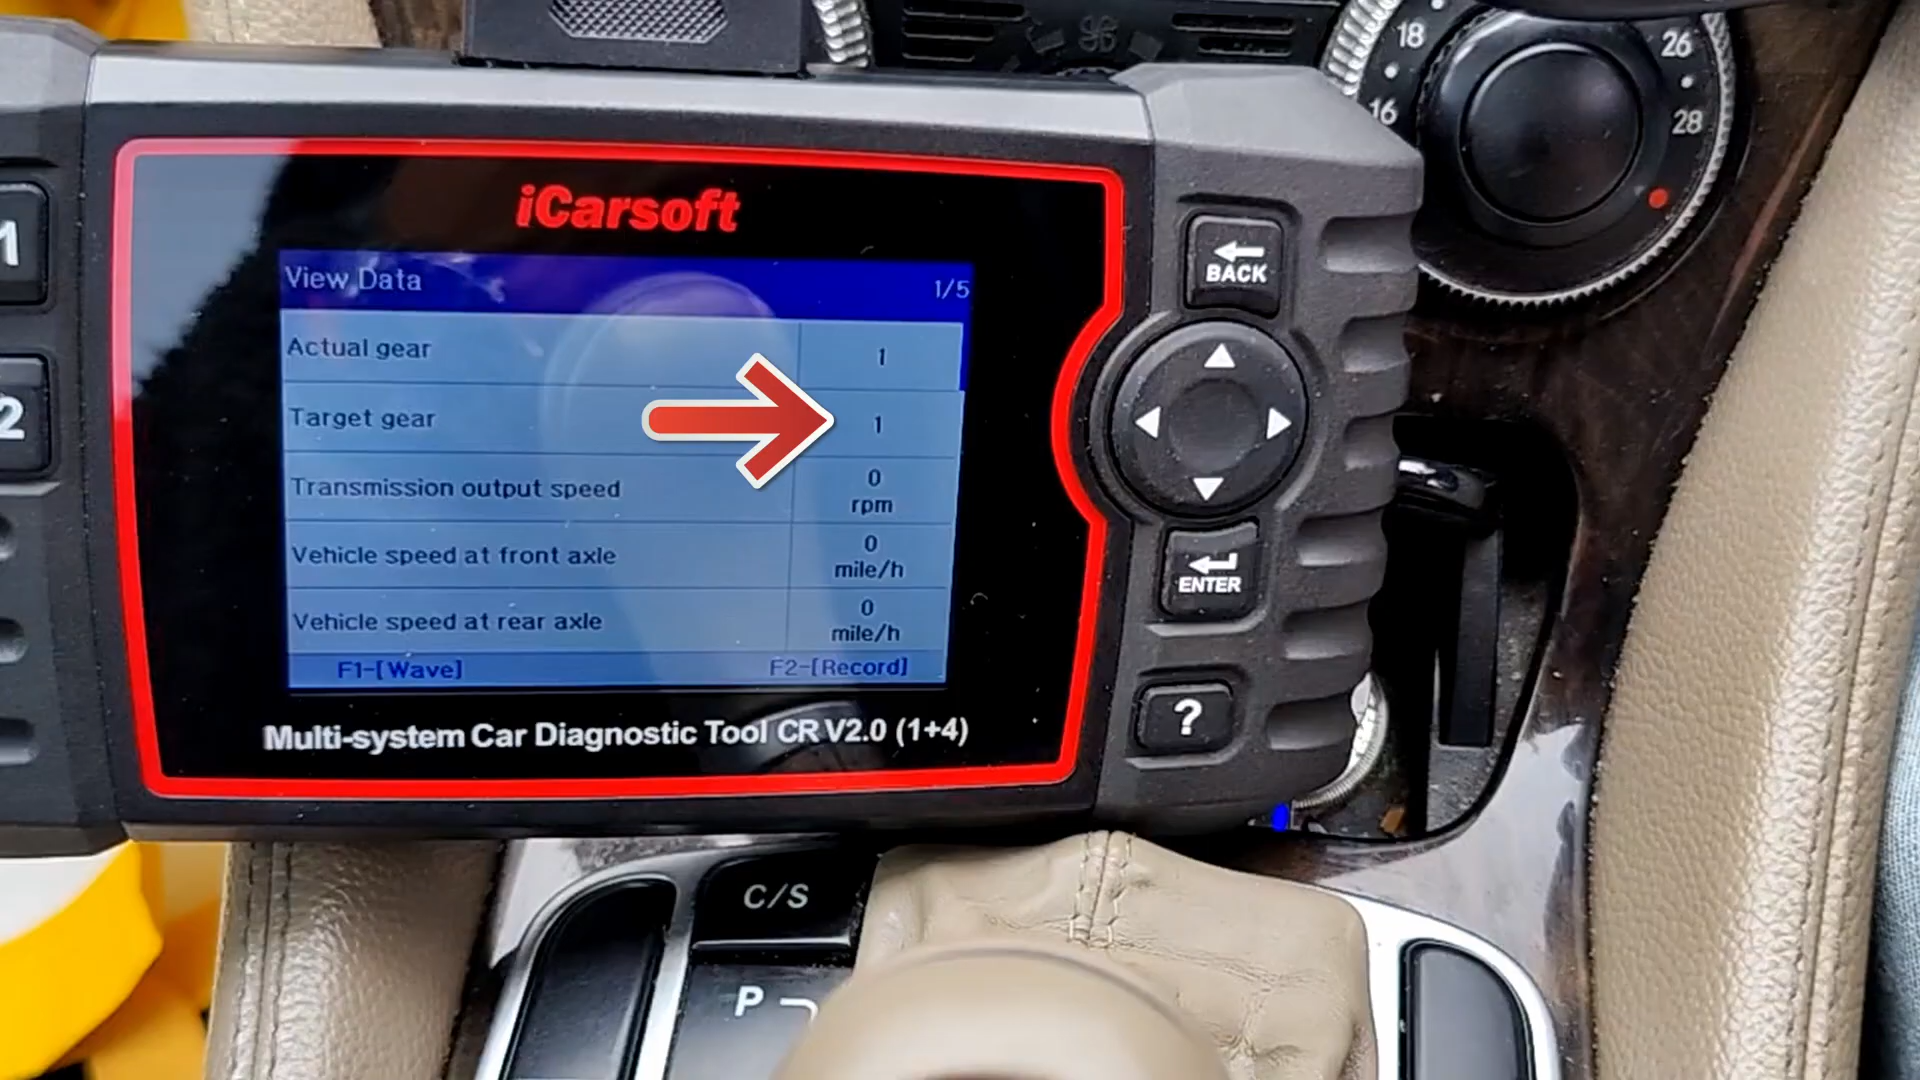 18
26
16
28
1
2
iCarsoft
View Data 1/5
Actual gear 1
Target gear 1
Transmission output speed 0 rpm
Vehicle speed at front axle 0 mile/h
Vehicle speed at rear axle 0 mile/h
F1-[Wave] F2-[Record]
Multi-system Car Diagnostic Tool CR V2.0 (1+4)
BACK
ENTER
?
C/S
P